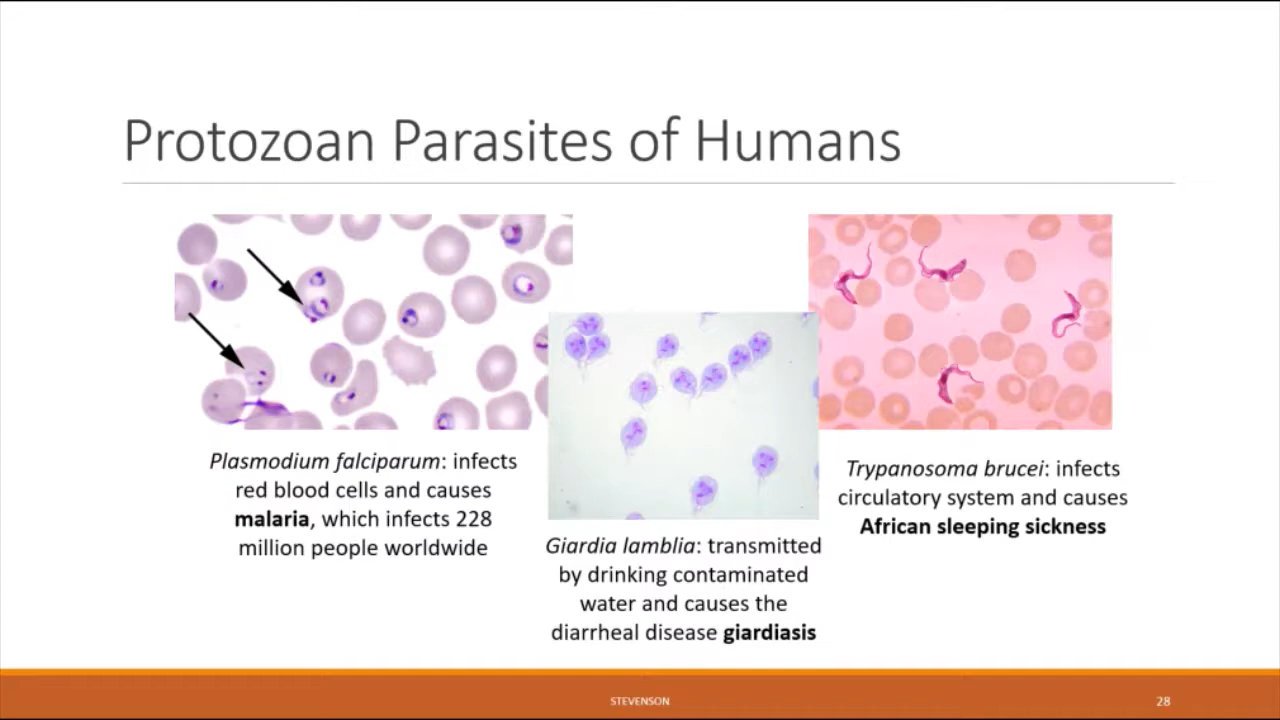 Protozoan Parasites of Humans
Plasmodium falciparum: infects
red blood cells and causes
malaria, which infects 228
million people worldwide
Giardia lamblia: transmitted
by drinking contaminated
water and causes the
diarrheal disease giardiasis
Trypanosoma brucei: infects
circulatory system and causes
African sleeping sickness
STEVENSON
28